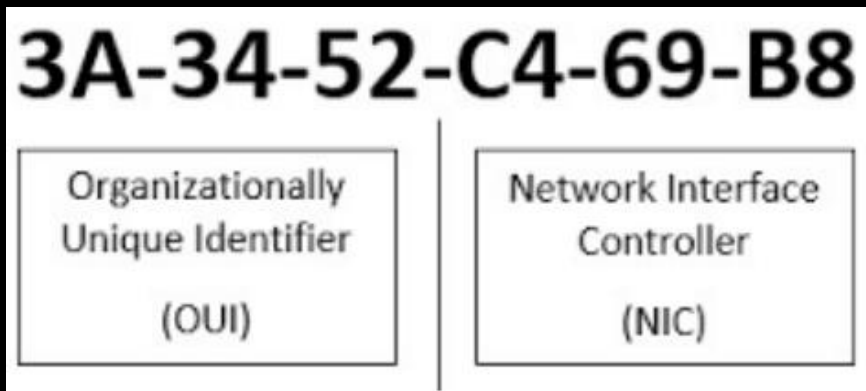 3A-34-52-C4-69-B8
Organizationally
Unique Identifier
(OUI)
Network Interface
Controller
(NIC)